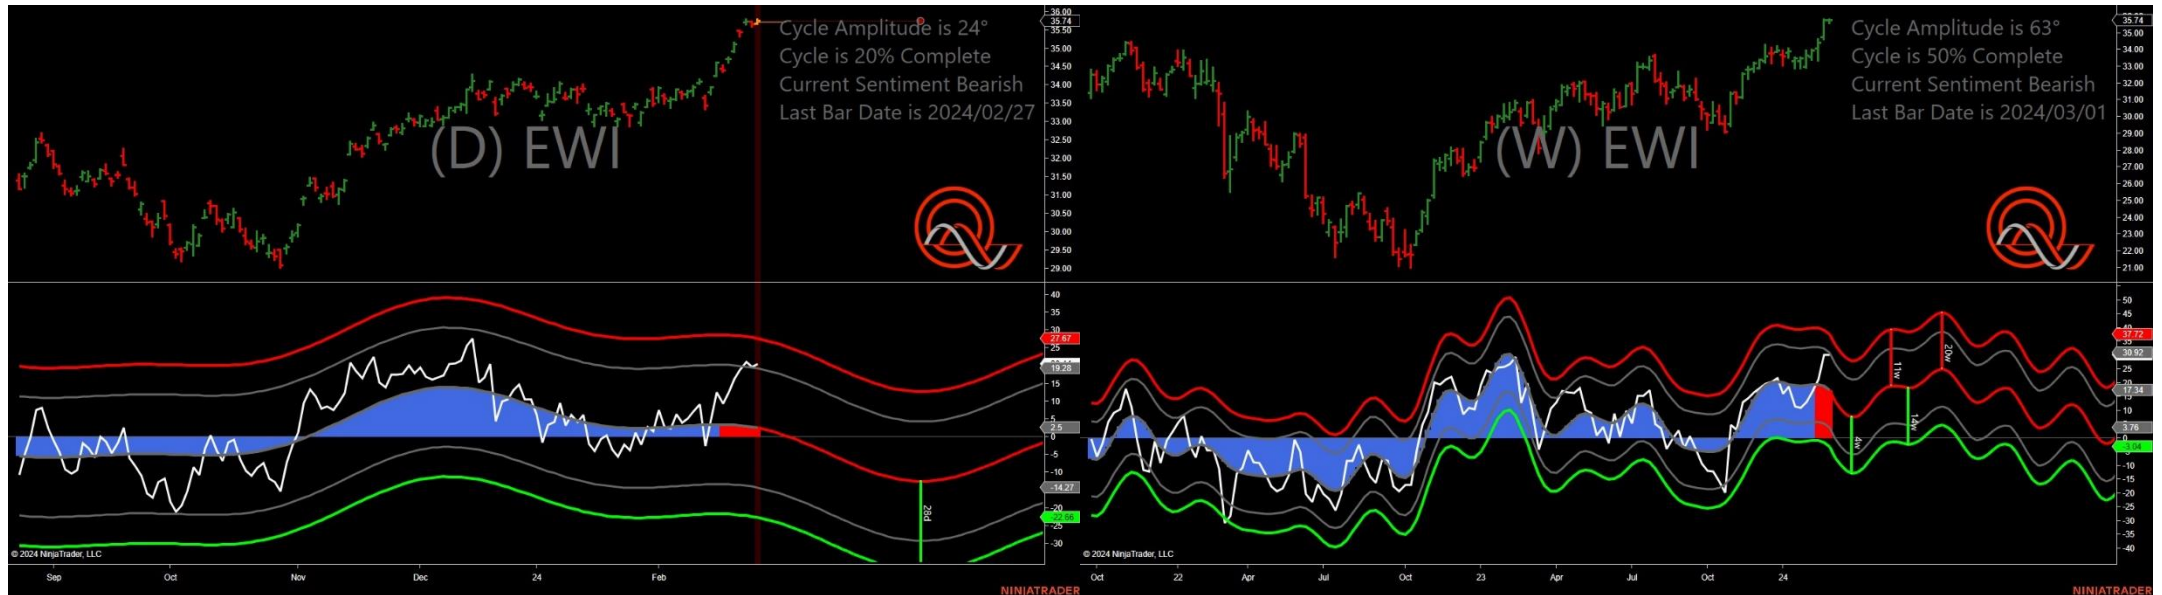 36.00
35.74
35.50
35.00
34.50
34.00
33.50
33.00
32.50
32.00
31.50
31.00
30.50
30.00
29.50
29.00
Cycle Amplitude is 24°
Cycle is 20% Complete
Current Sentiment Bearish
Last Bar Date is 2024/02/27
(D) EWI
40
35
30
27.67
25
19.28
15
10
5
2.5
0
-5
-10
-14.27
-20
-22.66
-25
-30
28d
© 2024 NinjaTrader, LLC
Sep
Oct
Nov
Dec
24
Feb
NINJATRADER
35.74
35.00
34.00
33.00
32.00
31.00
30.00
29.00
28.00
27.00
26.00
25.00
24.00
23.00
22.00
21.00
Cycle Amplitude is 63°
Cycle is 50% Complete
Current Sentiment Bearish
Last Bar Date is 2024/03/01
(W) EWI
50
45
40
37.72
35
30.92
25
20
17.34
10
5
3.76
0
-3.04
-10
-15
-20
-25
-30
-35
-40
4w
11w
14w
20w
© 2024 NinjaTrader, LLC
Oct
22
Apr
Jul
Oct
23
Apr
Jul
Oct
24
NINJATRADER